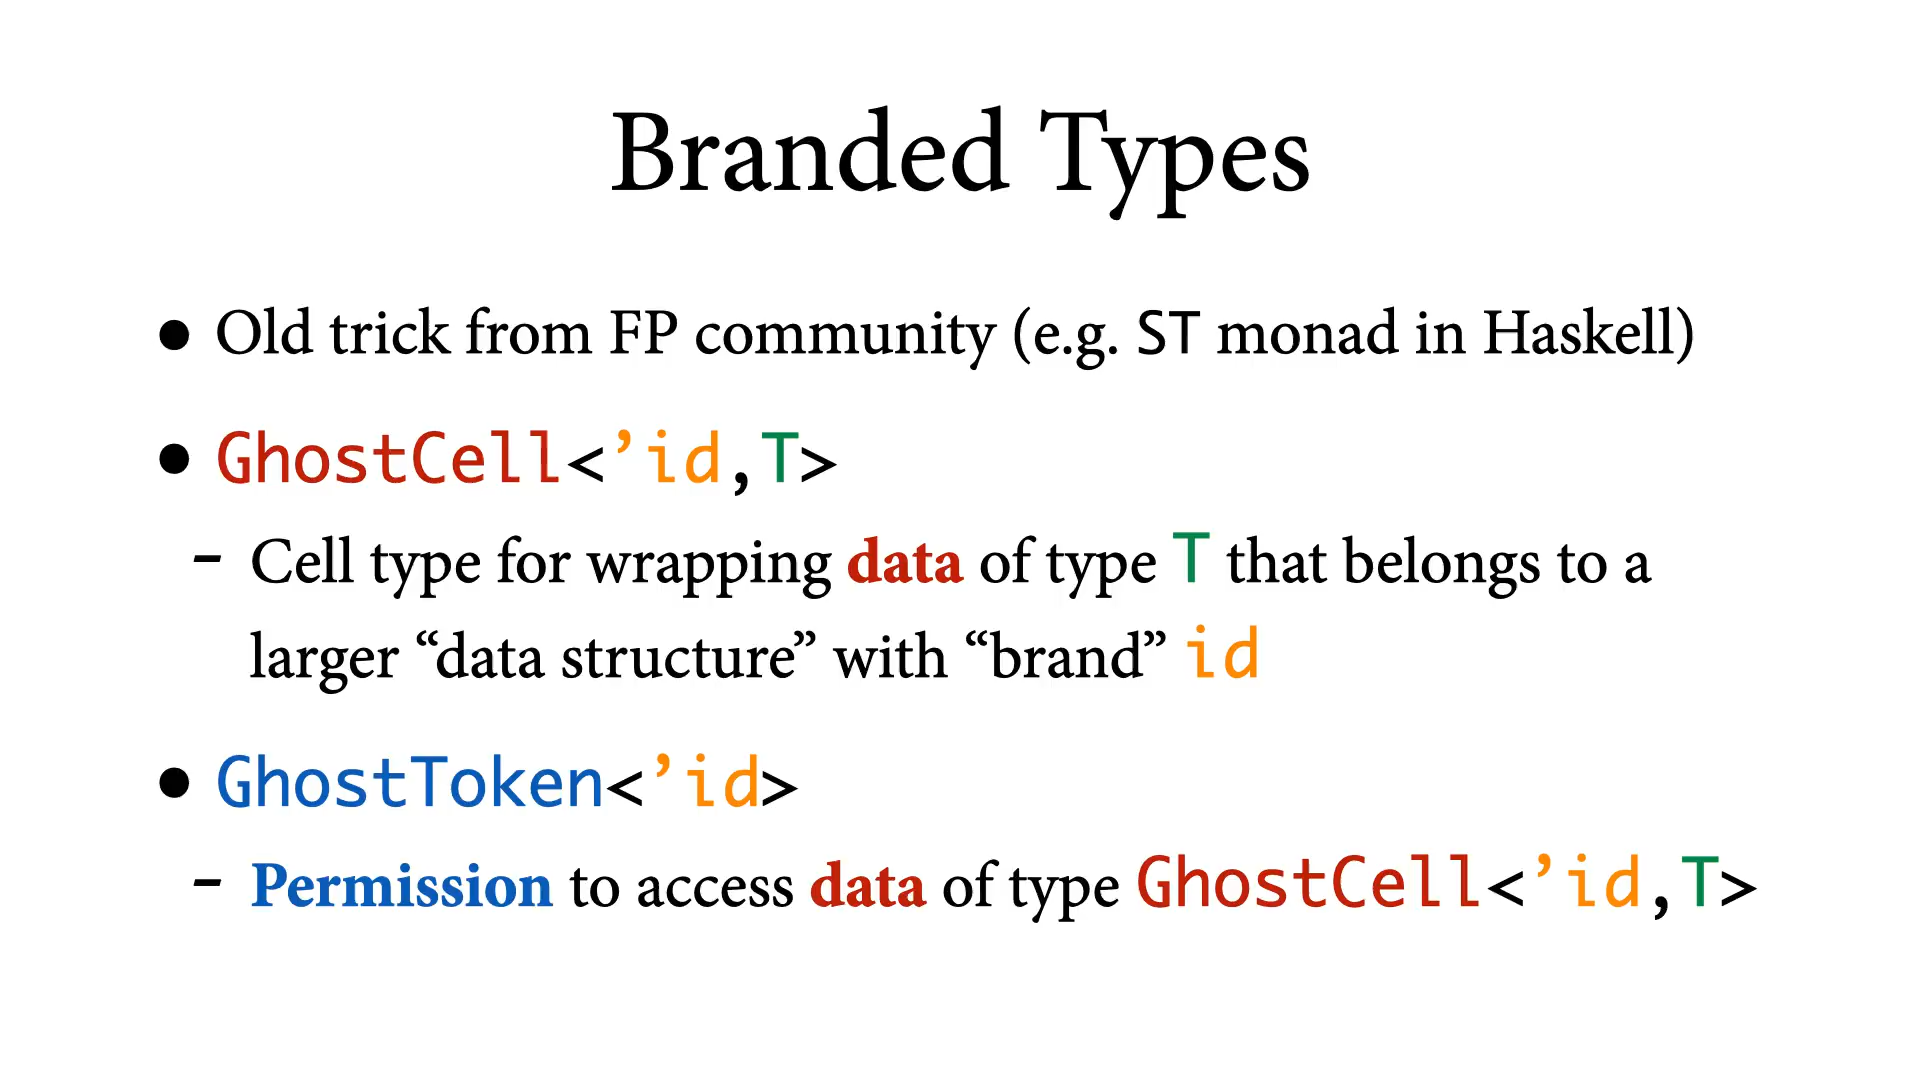 Branded Types
● Old trick from FP community (e.g. ST monad in Haskell)
● GhostCell<’id,T>
- Cell type for wrapping data of type T that belongs to a
larger “data structure” with “brand” id
● GhostToken<’id>
- Permission to access data of type GhostCell<’id,T>